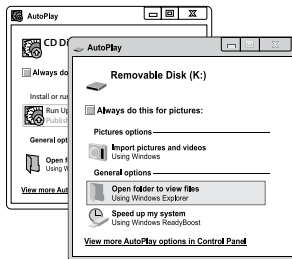 AutoPlay
CD Di
Always do
Install or run
Run Up
Publish
General opt
Open f
Using W
View more Aut
AutoPlay
Removable Disk (K:)
Always do this for pictures:
Pictures options
Import pictures and videos
Using Windows
General options
Open folder to view files
Using Windows Explorer
Speed up my system
Using Windows ReadyBoost
View more AutoPlay options in Control Panel